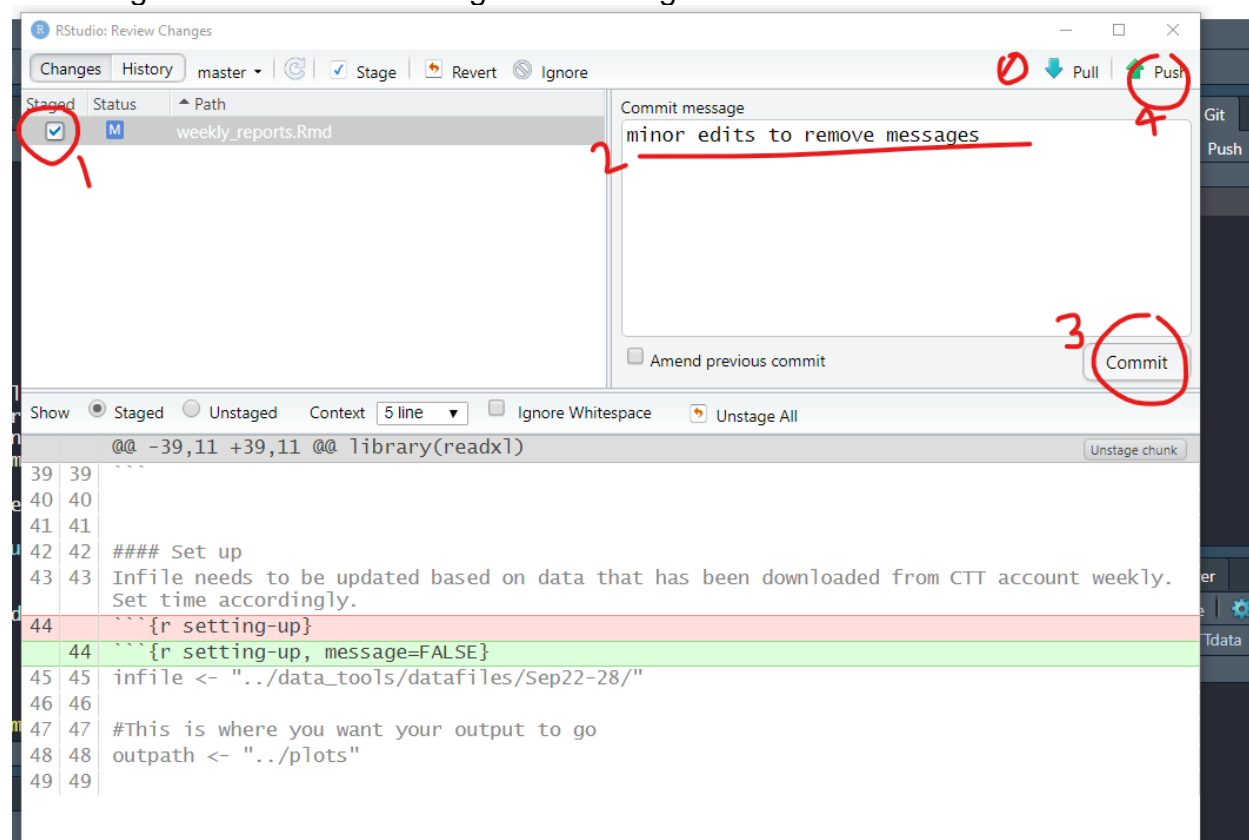 RStudio: Review Changes
Changes History master Stage Revert Ignore 0 Pull Push
Staged Status Path
M weekly_reports.Rmd
1
Commit message
2 minor edits to remove messages
4
Git
Push
3
Amend previous commit Commit
Show Staged Unstaged Context 5 line Ignore Whitespace Unstage All
@@ -39,11 +39,11 @@ library(readxl) Unstage chunk
39 39 ```
40 40
41 41
42 42 #### Set up
43 43 Infile needs to be updated based on data that has been downloaded from CTT account weekly.
Set time accordingly.
44 ```{r setting-up}
44 ```{r setting-up, message=FALSE}
45 45 infile <- "../data_tools/datafiles/Sep22-28/"
46 46
47 47 #This is where you want your output to go
48 48 outpath <- "../plots"
49 49
er
Tdata